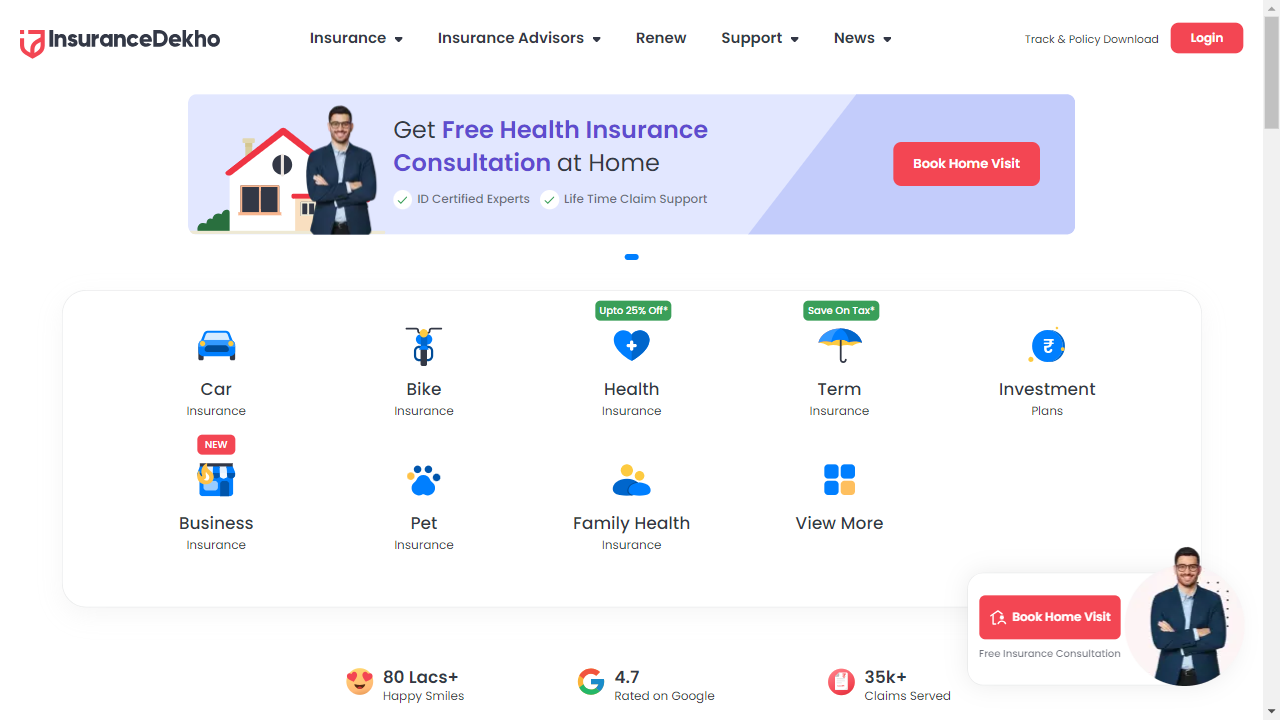 InsuranceDekho
Insurance
Insurance Advisors
Renew
Support
News
Track & Policy Download
Login
Get Free Health Insurance
Consultation at Home
ID Certified Experts
Life Time Claim Support
Book Home Visit
Upto 25% Off*
Save On Tax*
Car
Insurance
Bike
Insurance
Health
Insurance
Term
Insurance
Investment
Plans
NEW
Business
Insurance
Pet
Insurance
Family Health
Insurance
View More
Book Home Visit
Free Insurance Consultation
80 Lacs+
Happy Smiles
4.7
Rated on Google
35k+
Claims Served